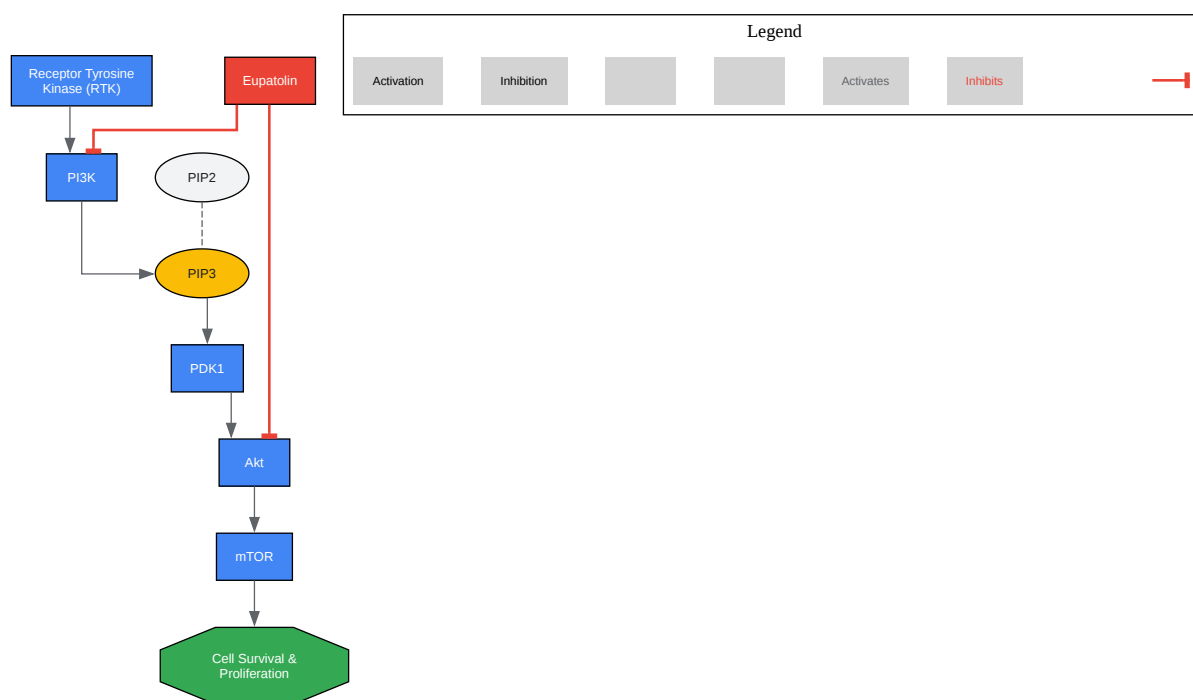 Legend
Receptor Tyrosine
Kinase (RTK)
Eupatolin
Activation
Inhibition
Activates
Inhibits
PI3K
PIP2
PIP3
PDK1
Akt
mTOR
Cell Survival &
Proliferation